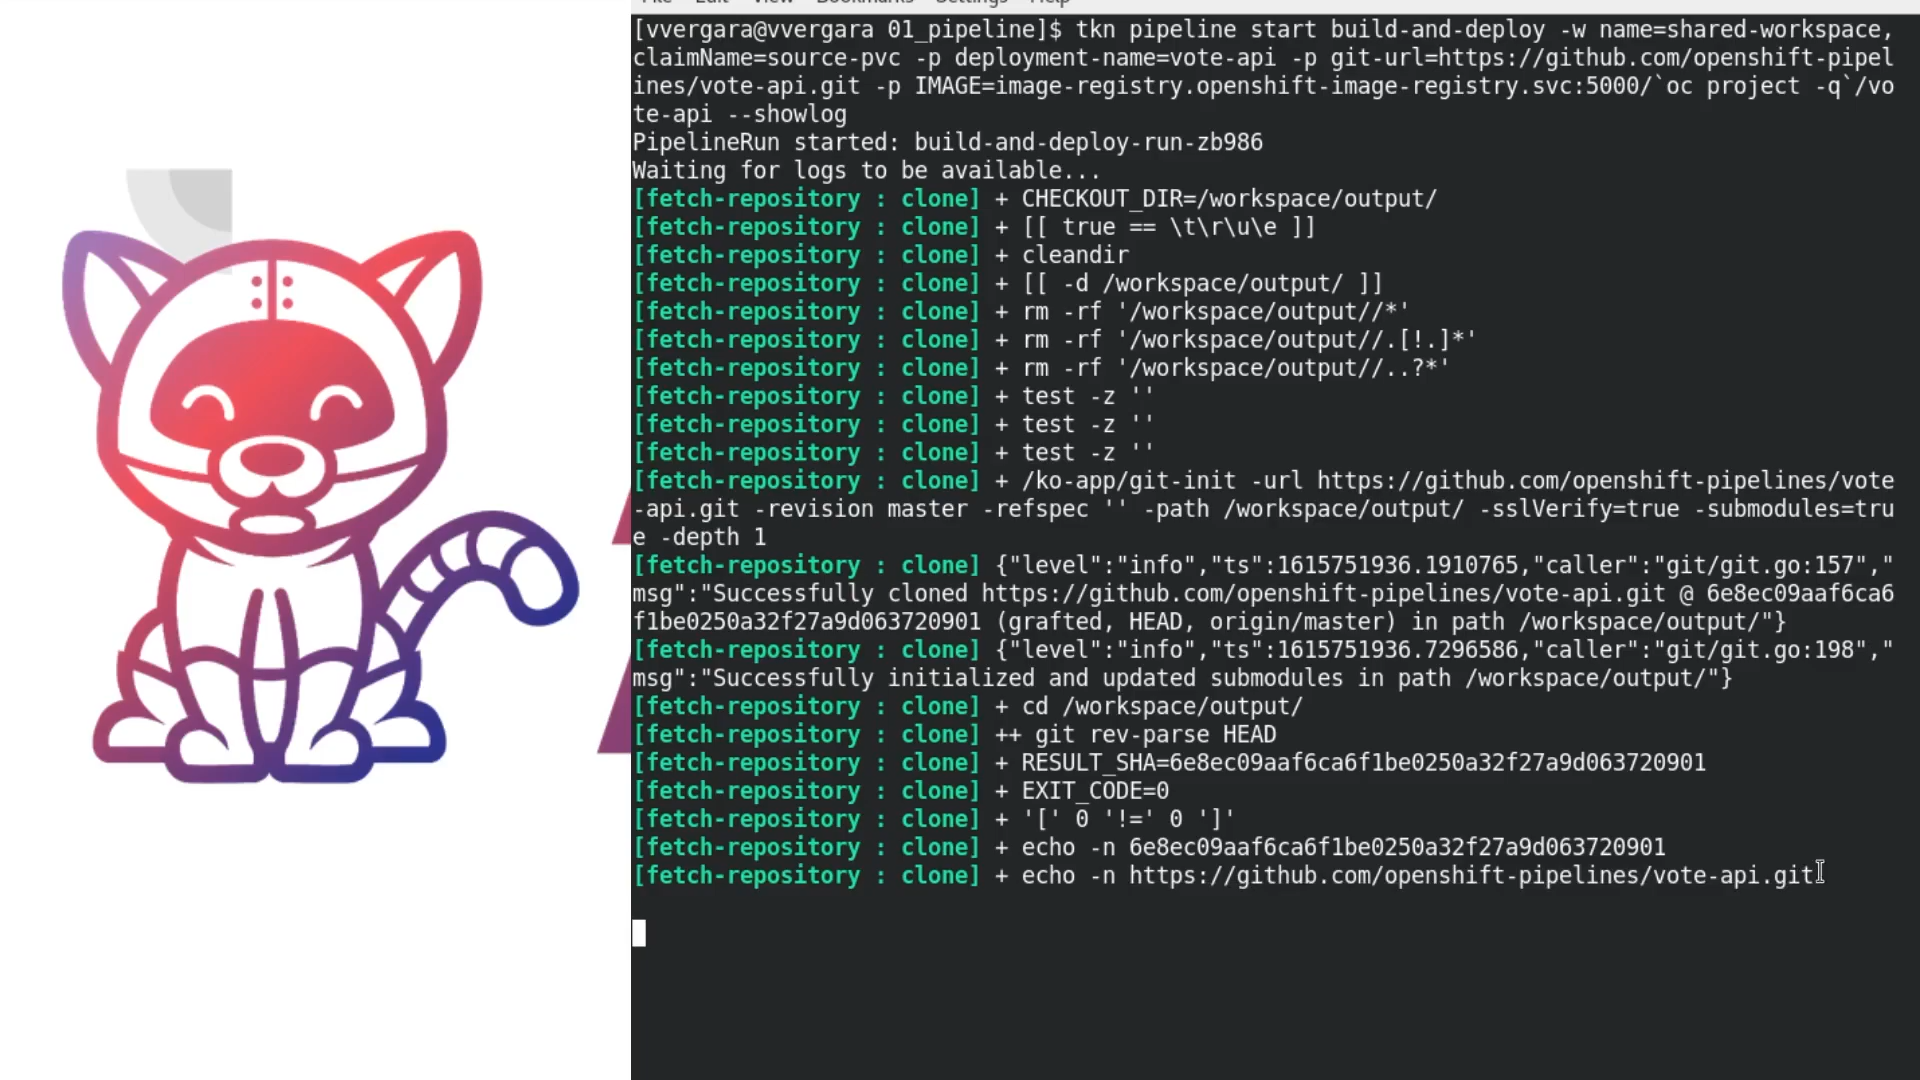 File Edit View Bookmarks Settings Help
[vvergara@vvergara 01_pipeline]$ tkn pipeline start build-and-deploy -w name=shared-workspace,
claimName=source-pvc -p deployment-name=vote-api -p git-url=https://github.com/openshift-pipel
ines/vote-api.git -p IMAGE=image-registry.openshift-image-registry.svc:5000/`oc project -q`/vo
te-api --showlog
PipelineRun started: build-and-deploy-run-zb986
Waiting for logs to be available...
[fetch-repository : clone] + CHECKOUT_DIR=/workspace/output/
[fetch-repository : clone] + [[ true == \t\r\u\e ]]
[fetch-repository : clone] + cleandir
[fetch-repository : clone] + [[ -d /workspace/output/ ]]
[fetch-repository : clone] + rm -rf '/workspace/output//*'
[fetch-repository : clone] + rm -rf '/workspace/output//.[!.]*'
[fetch-repository : clone] + rm -rf '/workspace/output//..?*'
[fetch-repository : clone] + test -z ''
[fetch-repository : clone] + test -z ''
[fetch-repository : clone] + test -z ''
[fetch-repository : clone] + /ko-app/git-init -url https://github.com/openshift-pipelines/vote
-api.git -revision master -refspec '' -path /workspace/output/ -sslVerify=true -submodules=tru
e -depth 1
[fetch-repository : clone] {"level":"info","ts":1615751936.1910765,"caller":"git/git.go:157","
msg":"Successfully cloned https://github.com/openshift-pipelines/vote-api.git @ 6e8ec09aaf6ca6
f1be0250a32f27a9d063720901 (grafted, HEAD, origin/master) in path /workspace/output/"}
[fetch-repository : clone] {"level":"info","ts":1615751936.7296586,"caller":"git/git.go:198","
msg":"Successfully initialized and updated submodules in path /workspace/output/"}
[fetch-repository : clone] + cd /workspace/output/
[fetch-repository : clone] ++ git rev-parse HEAD
[fetch-repository : clone] + RESULT_SHA=6e8ec09aaf6ca6f1be0250a32f27a9d063720901
[fetch-repository : clone] + EXIT_CODE=0
[fetch-repository : clone] + '[' 0 '!=' 0 ']'
[fetch-repository : clone] + echo -n 6e8ec09aaf6ca6f1be0250a32f27a9d063720901
[fetch-repository : clone] + echo -n https://github.com/openshift-pipelines/vote-api.git